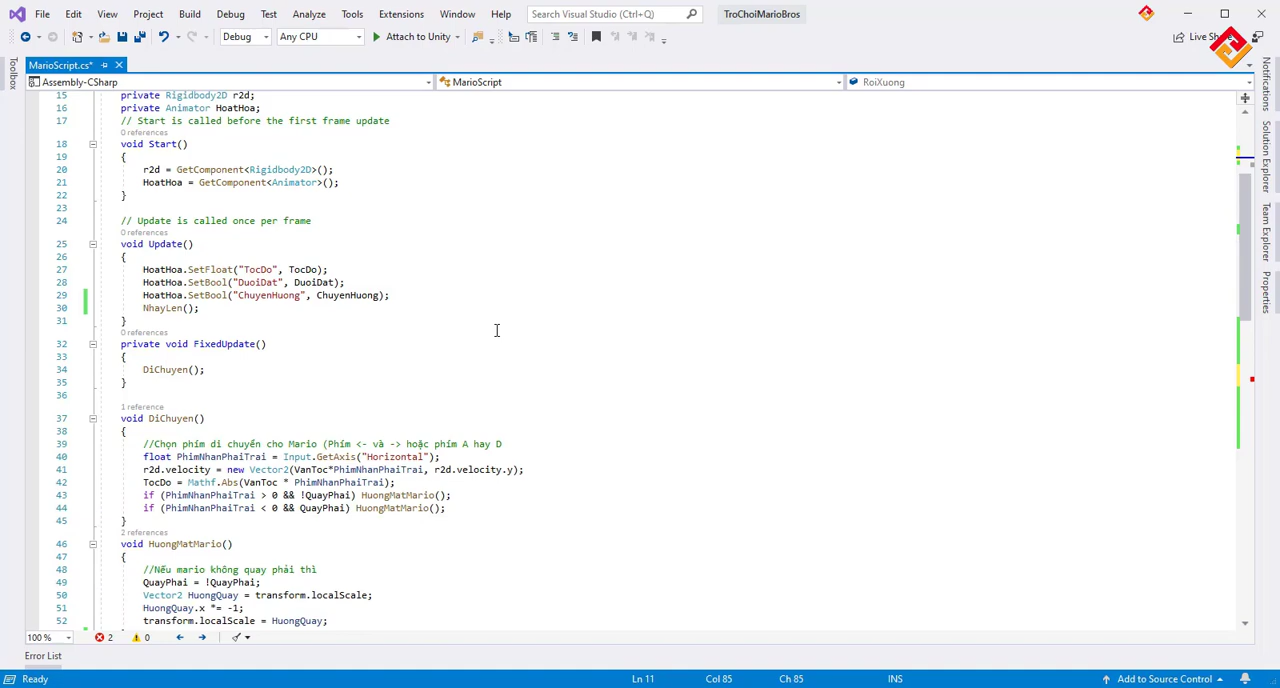 File Edit View Project Build Debug Test Analyze Tools Extensions Window Help Search Visual Studio (Ctrl+Q) TroChoiMarioBros
Debug Any CPU Attach to Unity Live Share
MarioScript.cs*
Assembly-CSharp MarioScript RoiXuong
Toolbox
Notifications
Solution Explorer
Team Explorer
Properties
15 private Rigidbody2D r2d;
16 private Animator HoatHoa;
17 // Start is called before the first frame update
0 references
18 void Start()
19 {
20 r2d = GetComponent<Rigidbody2D>();
21 HoatHoa = GetComponent<Animator>();
22 }
23
24 // Update is called once per frame
0 references
25 void Update()
26 {
27 HoatHoa.SetFloat("TocDo", TocDo);
28 HoatHoa.SetBool("DuoiDat", DuoiDat);
29 HoatHoa.SetBool("ChuyenHuong", ChuyenHuong);
30 NhayLen();
31 }
0 references
32 private void FixedUpdate()
33 {
34 DiChuyen();
35 }
36
1 reference
37 void DiChuyen()
38 {
39 //Chọn phím di chuyển cho Mario (Phím <- và -> hoặc phím A hay D
40 float PhimNhanPhaiTrai = Input.GetAxis("Horizontal");
41 r2d.velocity = new Vector2(VanToc*PhimNhanPhaiTrai, r2d.velocity.y);
42 TocDo = Mathf.Abs(VanToc * PhimNhanPhaiTrai);
43 if (PhimNhanPhaiTrai > 0 && !QuayPhai) HuongMatMario();
44 if (PhimNhanPhaiTrai < 0 && QuayPhai) HuongMatMario();
45 }
2 references
46 void HuongMatMario()
47 {
48 //Nếu mario không quay phải thì
49 QuayPhai = !QuayPhai;
50 Vector2 HuongQuay = transform.localScale;
51 HuongQuay.x *= -1;
52 transform.localScale = HuongQuay;
100 % 2 0
Error List
Ready Ln 11 Col 85 Ch 85 INS Add to Source Control